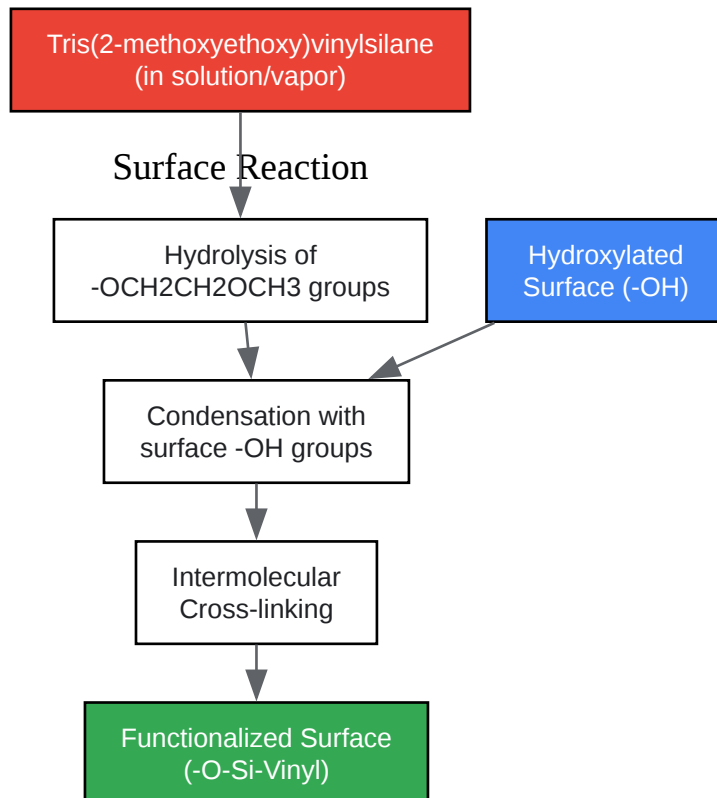 Tris(2-methoxyethoxy)vinylsilane
(in solution/vapor)
Surface Reaction
Hydrolysis of
-OCH2CH2OCH3 groups
Hydroxylated
Surface (-OH)
Condensation with
surface -OH groups
Intermolecular
Cross-linking
Functionalized Surface
(-O-Si-Vinyl)